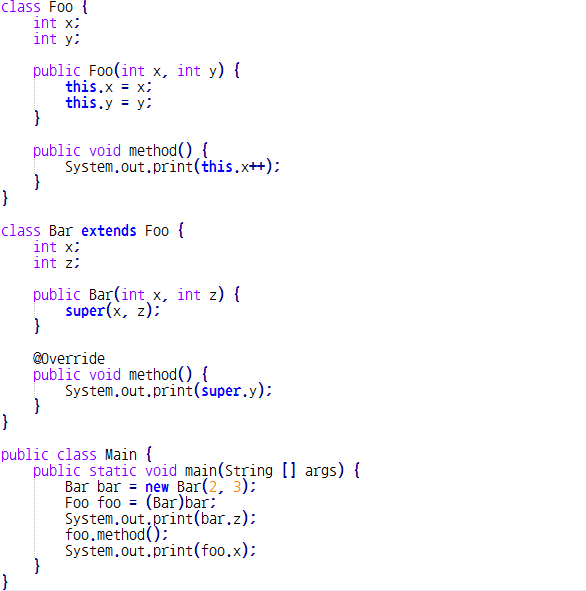 class Foo {
    int x;
    int y;

    public Foo(int x, int y) {
        this.x = x;
        this.y = y;
    }

    public void method() {
        System.out.print(this.x++);
    }
}

class Bar extends Foo {
    int x;
    int z;

    public Bar(int x, int z) {
        super(x, z);
    }

    @Override
    public void method() {
        System.out.print(super.y);
    }
}

public class Main {
    public static void main(String [] args) {
        Bar bar = new Bar(2, 3);
        Foo foo = (Bar)bar;
        System.out.print(bar.z);
        foo.method();
        System.out.print(foo.x);
    }
}